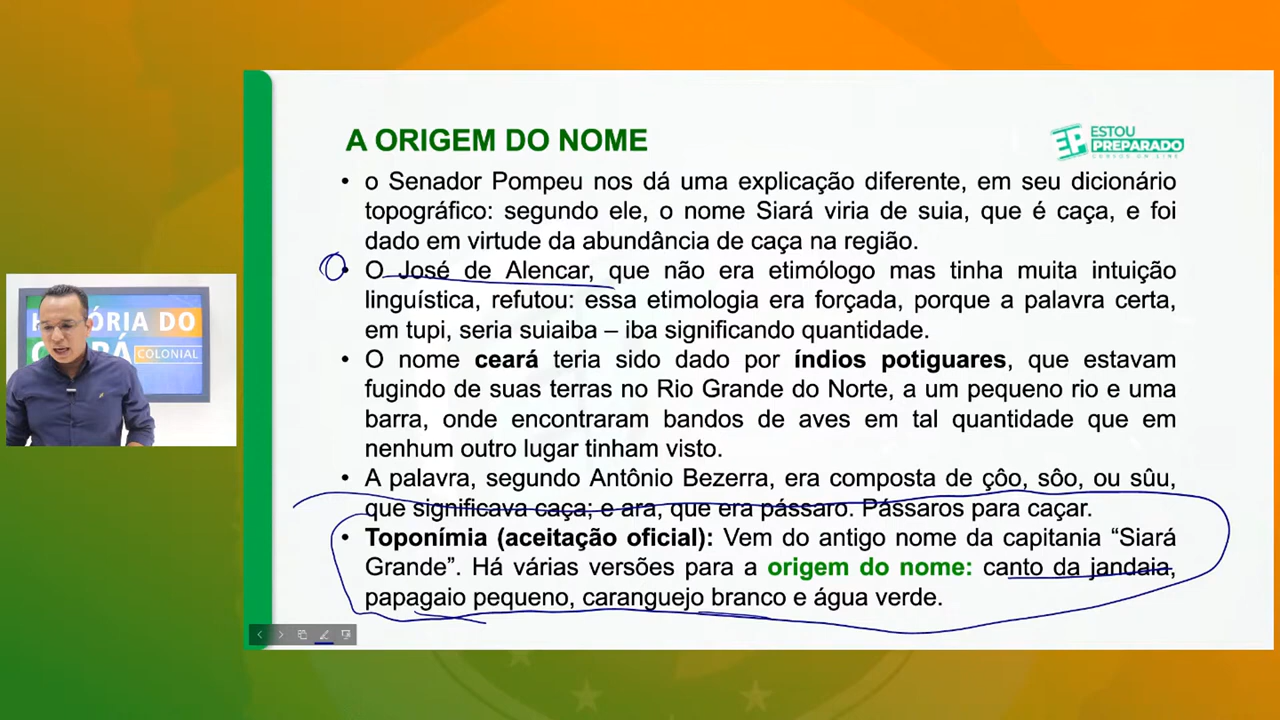 A ORIGEM DO NOME
ESTOU
PREPARADO
CURSOS ON LINE
• o Senador Pompeu nos dá uma explicação diferente, em seu dicionário
topográfico: segundo ele, o nome Siará viria de suia, que é caça, e foi
dado em virtude da abundância de caça na região.
• O José de Alencar, que não era etimólogo mas tinha muita intuição
linguística, refutou: essa etimologia era forçada, porque a palavra certa,
em tupi, seria suiaiba – iba significando quantidade.
• O nome ceará teria sido dado por índios potiguares, que estavam
fugindo de suas terras no Rio Grande do Norte, a um pequeno rio e uma
barra, onde encontraram bandos de aves em tal quantidade que em
nenhum outro lugar tinham visto.
• A palavra, segundo Antônio Bezerra, era composta de çôo, sôo, ou sûu,
que significava caça; e ara, que era pássaro. Pássaros para caçar.
• Toponímia (aceitação oficial): Vem do antigo nome da capitania “Siará
Grande”. Há várias versões para a origem do nome: canto da jandaia,
papagaio pequeno, caranguejo branco e água verde.
ÓRIA DO
COLONIAL